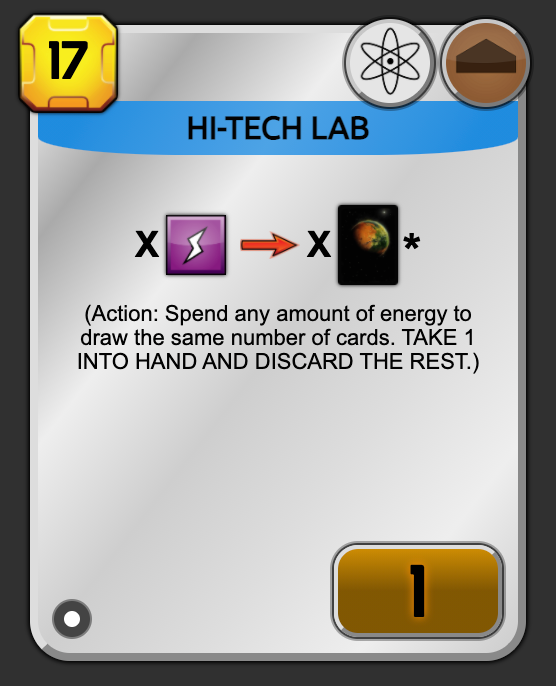 17
HI-TECH LAB
X X *
(Action: Spend any amount of energy to
draw the same number of cards. TAKE 1
INTO HAND AND DISCARD THE REST.)
1